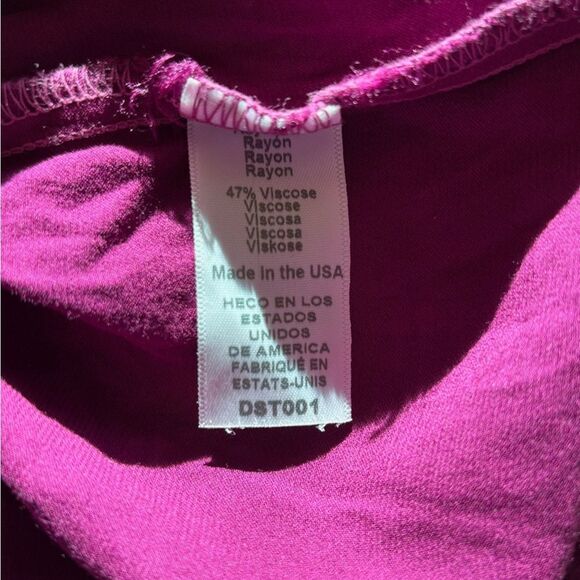 Rayón
Rayon
Rayon
47% Viscose
Viscose
Viscosa
Viscosa
Viskose
Made in the USA
HECO EN LOS
ESTADOS
UNIDOS
DE AMERICA
FABRIQUÉ EN
ESTATS-UNIS
DST001